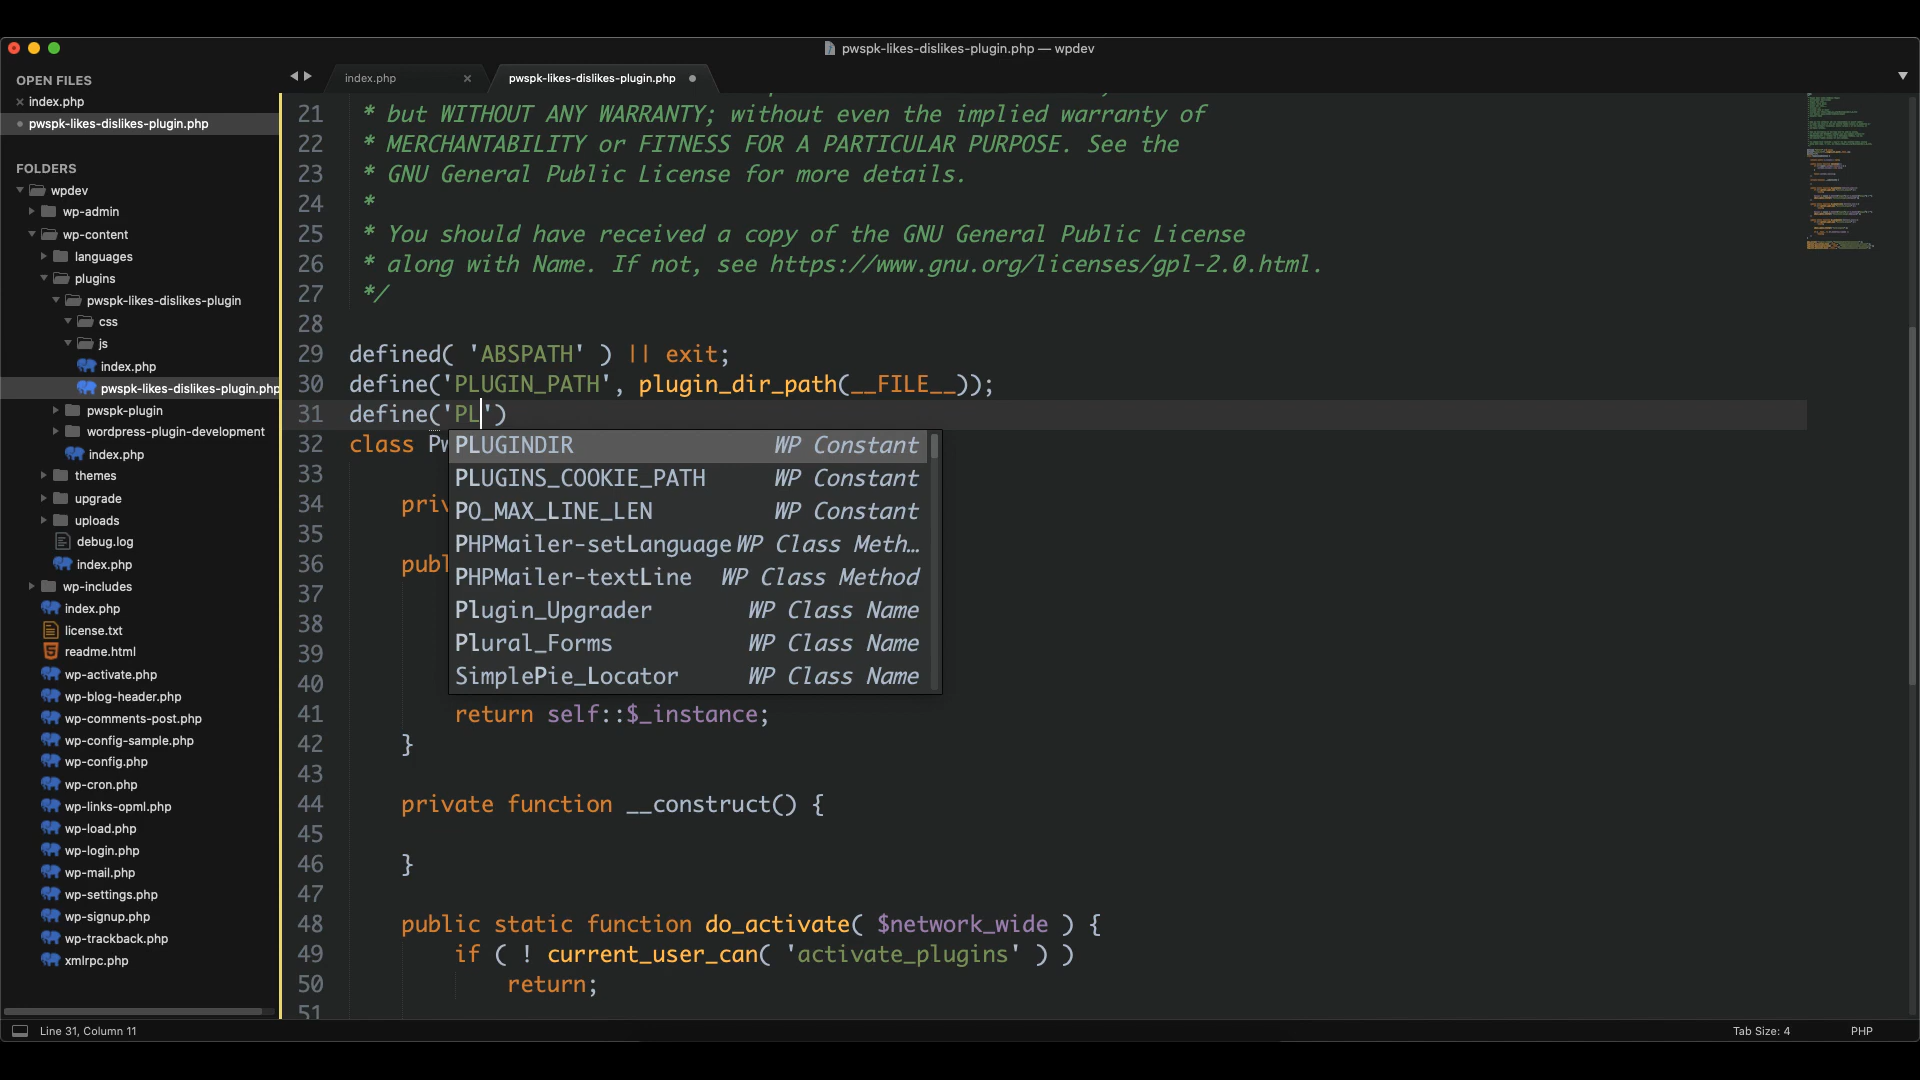 pwspk-likes-dislikes-plugin.php — wpdev
OPEN FILES
index.php
pwspk-likes-dislikes-plugin.php
FOLDERS
wpdev
wp-admin
wp-content
languages
plugins
pwspk-likes-dislikes-plugin
css
js
index.php
pwspk-likes-dislikes-plugin.php
pwspk-plugin
wordpress-plugin-development
index.php
themes
upgrade
uploads
debug.log
index.php
wp-includes
index.php
license.txt
readme.html
wp-activate.php
wp-blog-header.php
wp-comments-post.php
wp-config-sample.php
wp-config.php
wp-cron.php
wp-links-opml.php
wp-load.php
wp-login.php
wp-mail.php
wp-settings.php
wp-signup.php
wp-trackback.php
xmlrpc.php
index.php
pwspk-likes-dislikes-plugin.php
21 * but WITHOUT ANY WARRANTY; without even the implied warranty of
22 * MERCHANTABILITY or FITNESS FOR A PARTICULAR PURPOSE. See the
23 * GNU General Public License for more details.
24 *
25 * You should have received a copy of the GNU General Public License
26 * along with Name. If not, see https://www.gnu.org/licenses/gpl-2.0.html.
27 */
28
29 defined( 'ABSPATH' ) || exit;
30 define('PLUGIN_PATH', plugin_dir_path(__FILE__));
31 define('PL')
32 class Pw
33
34 priv
35
36 publ
37
38
39
40
41 return self::$_instance;
42 }
43
44 private function __construct() {
45
46 }
47
48 public static function do_activate( $network_wide ) {
49 if ( ! current_user_can( 'activate_plugins' ) )
50 return;
51
PLUGINDIR WP Constant
PLUGINS_COOKIE_PATH WP Constant
PO_MAX_LINE_LEN WP Constant
PHPMailer-setLanguage WP Class Meth…
PHPMailer-textLine WP Class Method
Plugin_Upgrader WP Class Name
Plural_Forms WP Class Name
SimplePie_Locator WP Class Name
Line 31, Column 11
Tab Size: 4
PHP